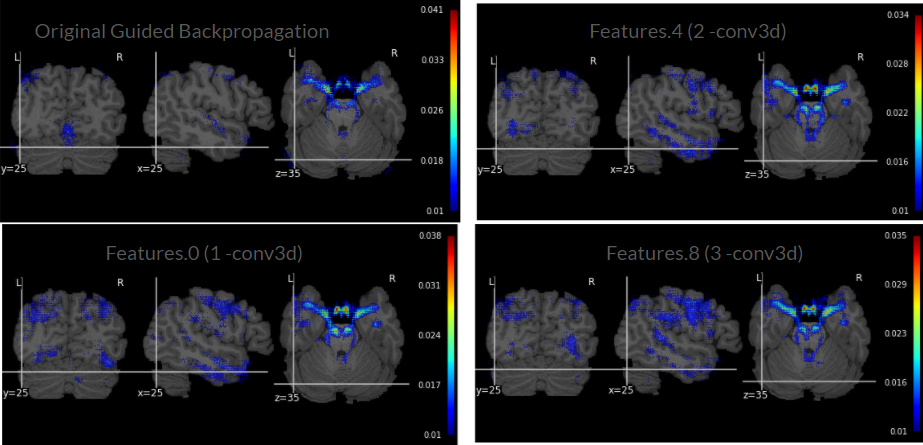 Original Guided Backpropagation
L
R
L
R
y=25
x=25
z=35
0.041
0.033
0.026
0.018
0.01
Features.4 (2 -conv3d)
L
R
L
R
y=25
x=25
z=35
0.034
0.028
0.022
0.016
0.01
Features.0 (1 -conv3d)
L
R
L
R
y=25
x=25
z=35
0.038
0.031
0.024
0.017
0.01
Features.8 (3 -conv3d)
L
R
L
R
y=25
x=25
z=35
0.035
0.029
0.023
0.016
0.01